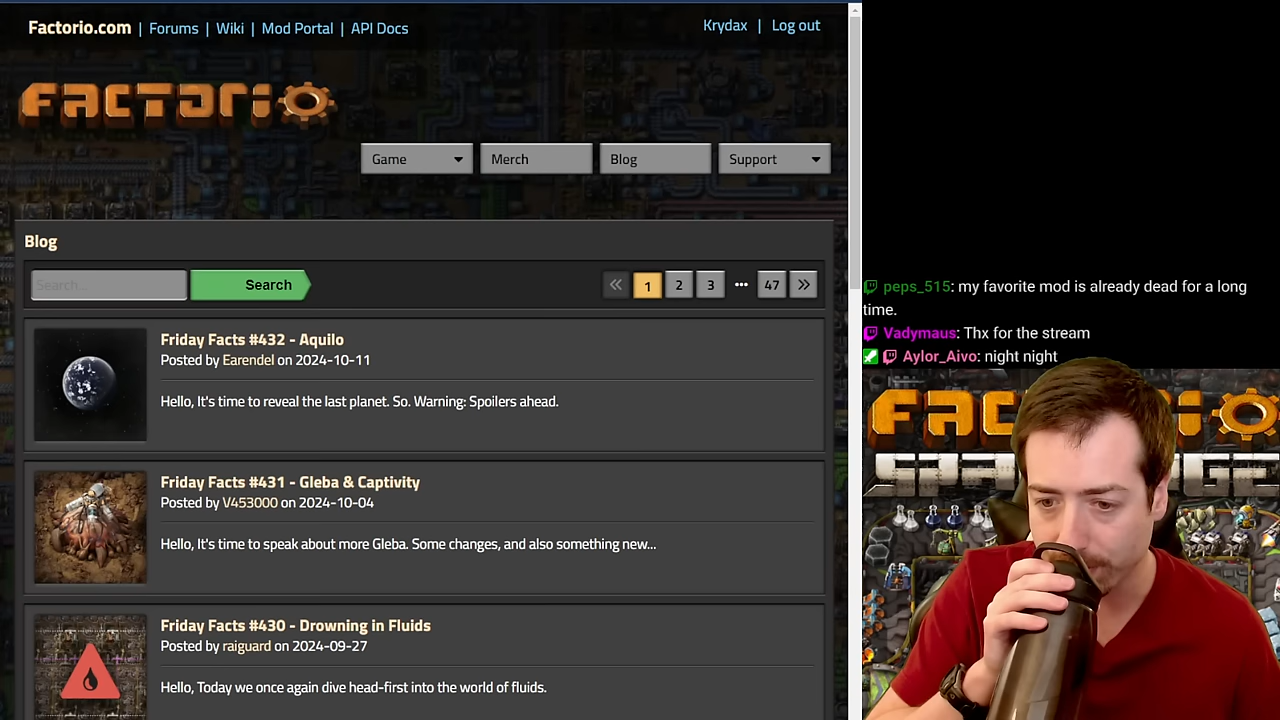 Factorio.com | Forums | Wiki | Mod Portal | API Docs
Krydax | Log out
FACTORIO
Game
Merch
Blog
Support
Blog
Search...
Search
« 1 2 3 ••• 47 »
Friday Facts #432 - Aquilo
Posted by Earendel on 2024-10-11
Hello, It's time to reveal the last planet. So. Warning: Spoilers ahead.
Friday Facts #431 - Gleba & Captivity
Posted by V453000 on 2024-10-04
Hello, It's time to speak about more Gleba. Some changes, and also something new...
Friday Facts #430 - Drowning in Fluids
Posted by raiguard on 2024-09-27
Hello, Today we once again dive head-first into the world of fluids.
peps_515: my favorite mod is already dead for a long
time.
Vadymaus: Thx for the stream
Aylor_Aivo: night night